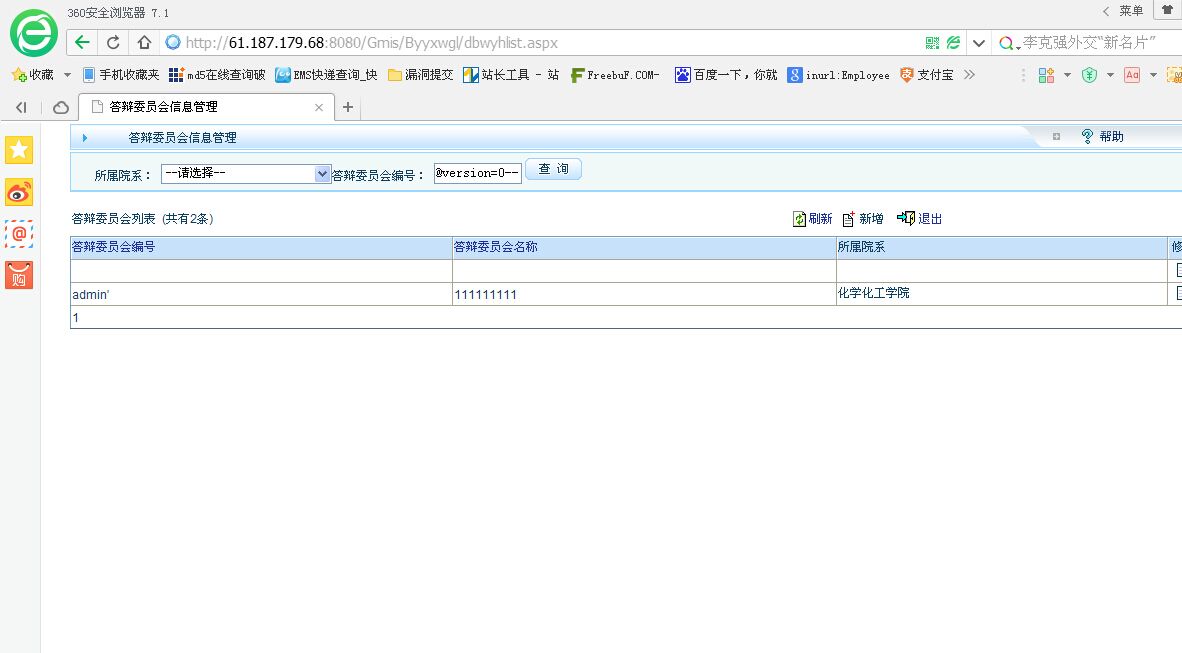 360安全浏览器 7.1
菜单
http://61.187.179.68:8080/Gmis/Byyxwgl/dbwyhlist.aspx
李克强外交“新名片”
收藏 手机收藏夹 md5在线查询破 EMS快递查询_快 漏洞提交 站长工具 - 站 FreebuF.COM- 百度一下，你就 inurl:Employee 支付宝
答辩委员会信息管理
答辩委员会信息管理 帮助
所属院系： --请选择-- 答辩委员会编号： @version=0-- 查 询
答辩委员会列表 (共有2条) 刷新 新增 退出
答辩委员会编号 答辩委员会名称 所属院系
admin' 111111111 化学化工学院
1
@
购